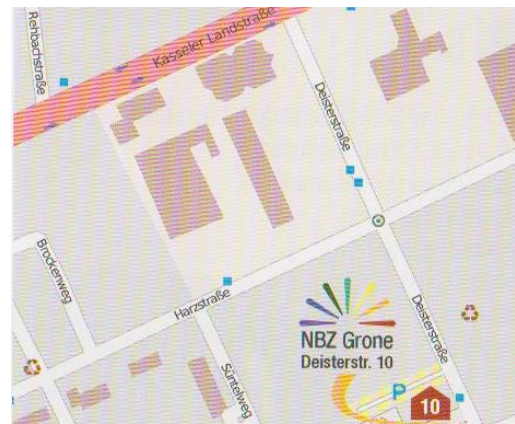 Rehbachstraße
Kasseler Landstraße
Deisterstraße
Brockenweg
Harzstraße
Süntelweg
Deisterstraße
NBZ Grone
Deisterstr. 10
P
10